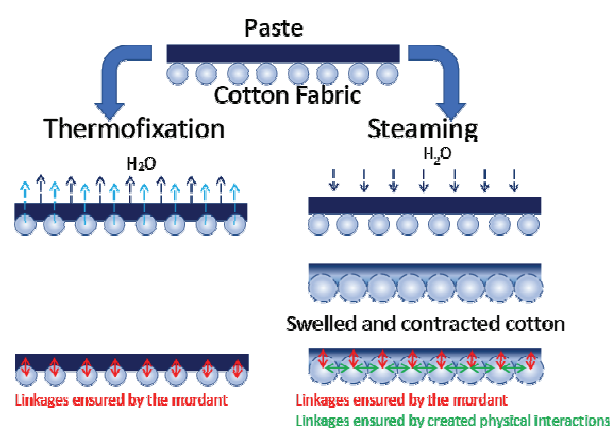 Paste
Cotton Fabric
Thermofixation
H₂O
Steaming
H₂O
Swelled and contracted cotton
Linkages ensured by the mordant
Linkages ensured by the mordant
Linkages ensured by created physical interactions